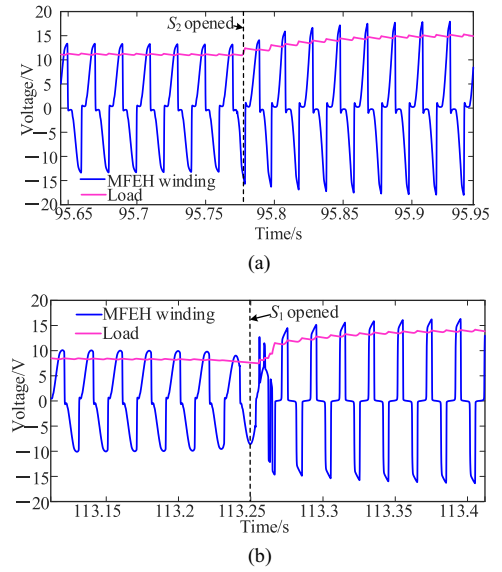 20
15
10
5
0
−5
−10
−15
20
Voltage/V
S2 opened
MFEH winding
Load
95.65 95.7 95.75 95.8 95.85 95.9 95.95
Time/s
(a)
20
15
10
5
0
−5
−10
−15
−20
Voltage/V
MFEH winding
Load
S1 opened
113.15 113.2 113.25 113.3 113.35 113.4
Time/s
(b)